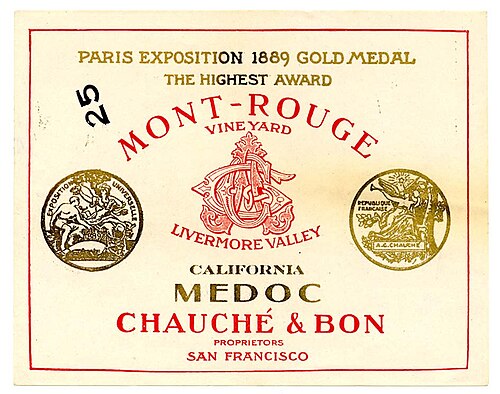 PARIS EXPOSITION 1889 GOLD MEDAL
THE HIGHEST AWARD
25
MONT-ROUGE
VINEYARD
EXPOSITION UNIVERSELLE
REPUBLIQUE
FRANCAISE
A.G. CHAUCHÉ
LIVERMORE VALLEY
CALIFORNIA
MEDOC
CHAUCHÉ & BON
PROPRIETORS
SAN FRANCISCO